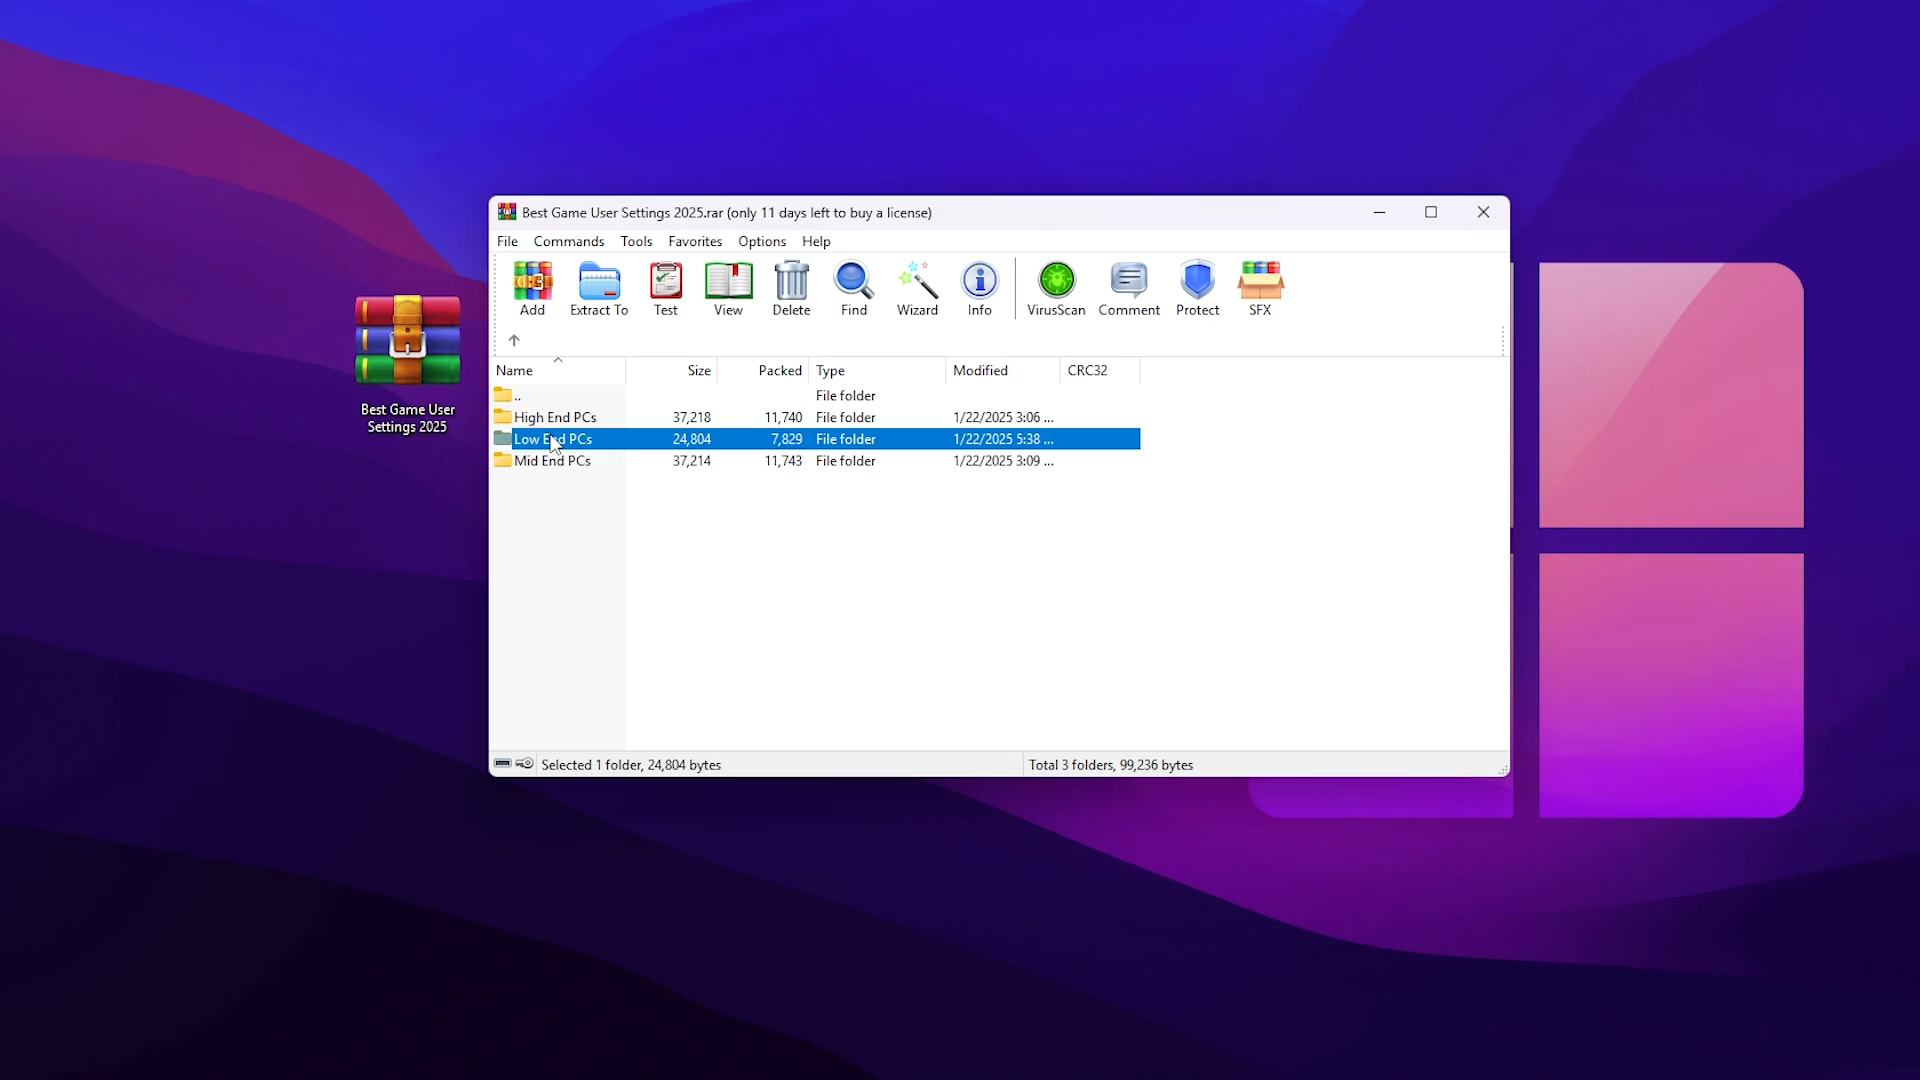 Best Game User Settings 2025.rar (only 11 days left to buy a license)
File Commands Tools Favorites Options Help
Add Extract To Test View Delete Find Wizard Info VirusScan Comment Protect SFX
Name Size Packed Type Modified CRC32
.. File folder
High End PCs 37,218 11,740 File folder 1/22/2025 3:06 ...
Low End PCs 24,804 7,829 File folder 1/22/2025 5:38 ...
Mid End PCs 37,214 11,743 File folder 1/22/2025 3:09 ...
Best Game User
Settings 2025
Selected 1 folder, 24,804 bytes Total 3 folders, 99,236 bytes